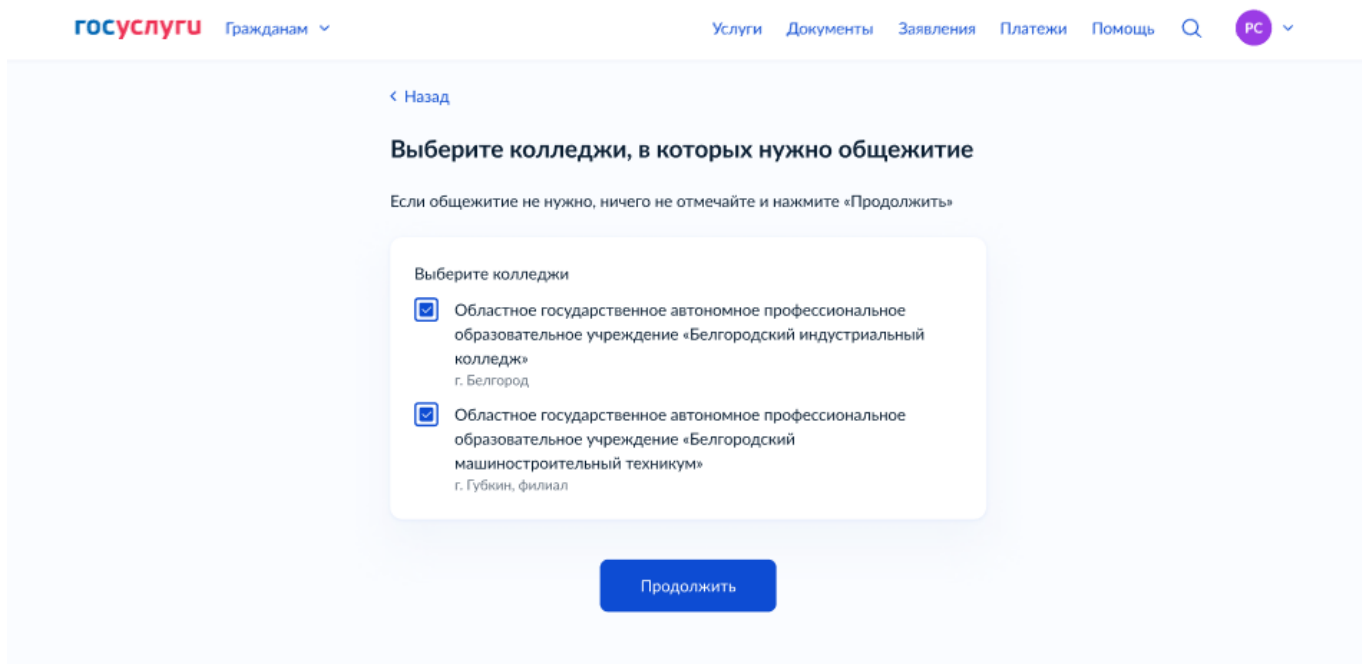 госуслуги Гражданам Услуги Документы Заявления Платежи Помощь РС
Назад
Выберите колледжи, в которых нужно общежитие
Если общежитие не нужно, ничего не отмечайте и нажмите «Продолжить»
Выберите колледжи
Областное государственное автономное профессиональное
образовательное учреждение «Белгородский индустриальный
колледж»
г. Белгород
Областное государственное автономное профессиональное
образовательное учреждение «Белгородский
машиностроительный техникум»
г. Губкин, филиал
Продолжить